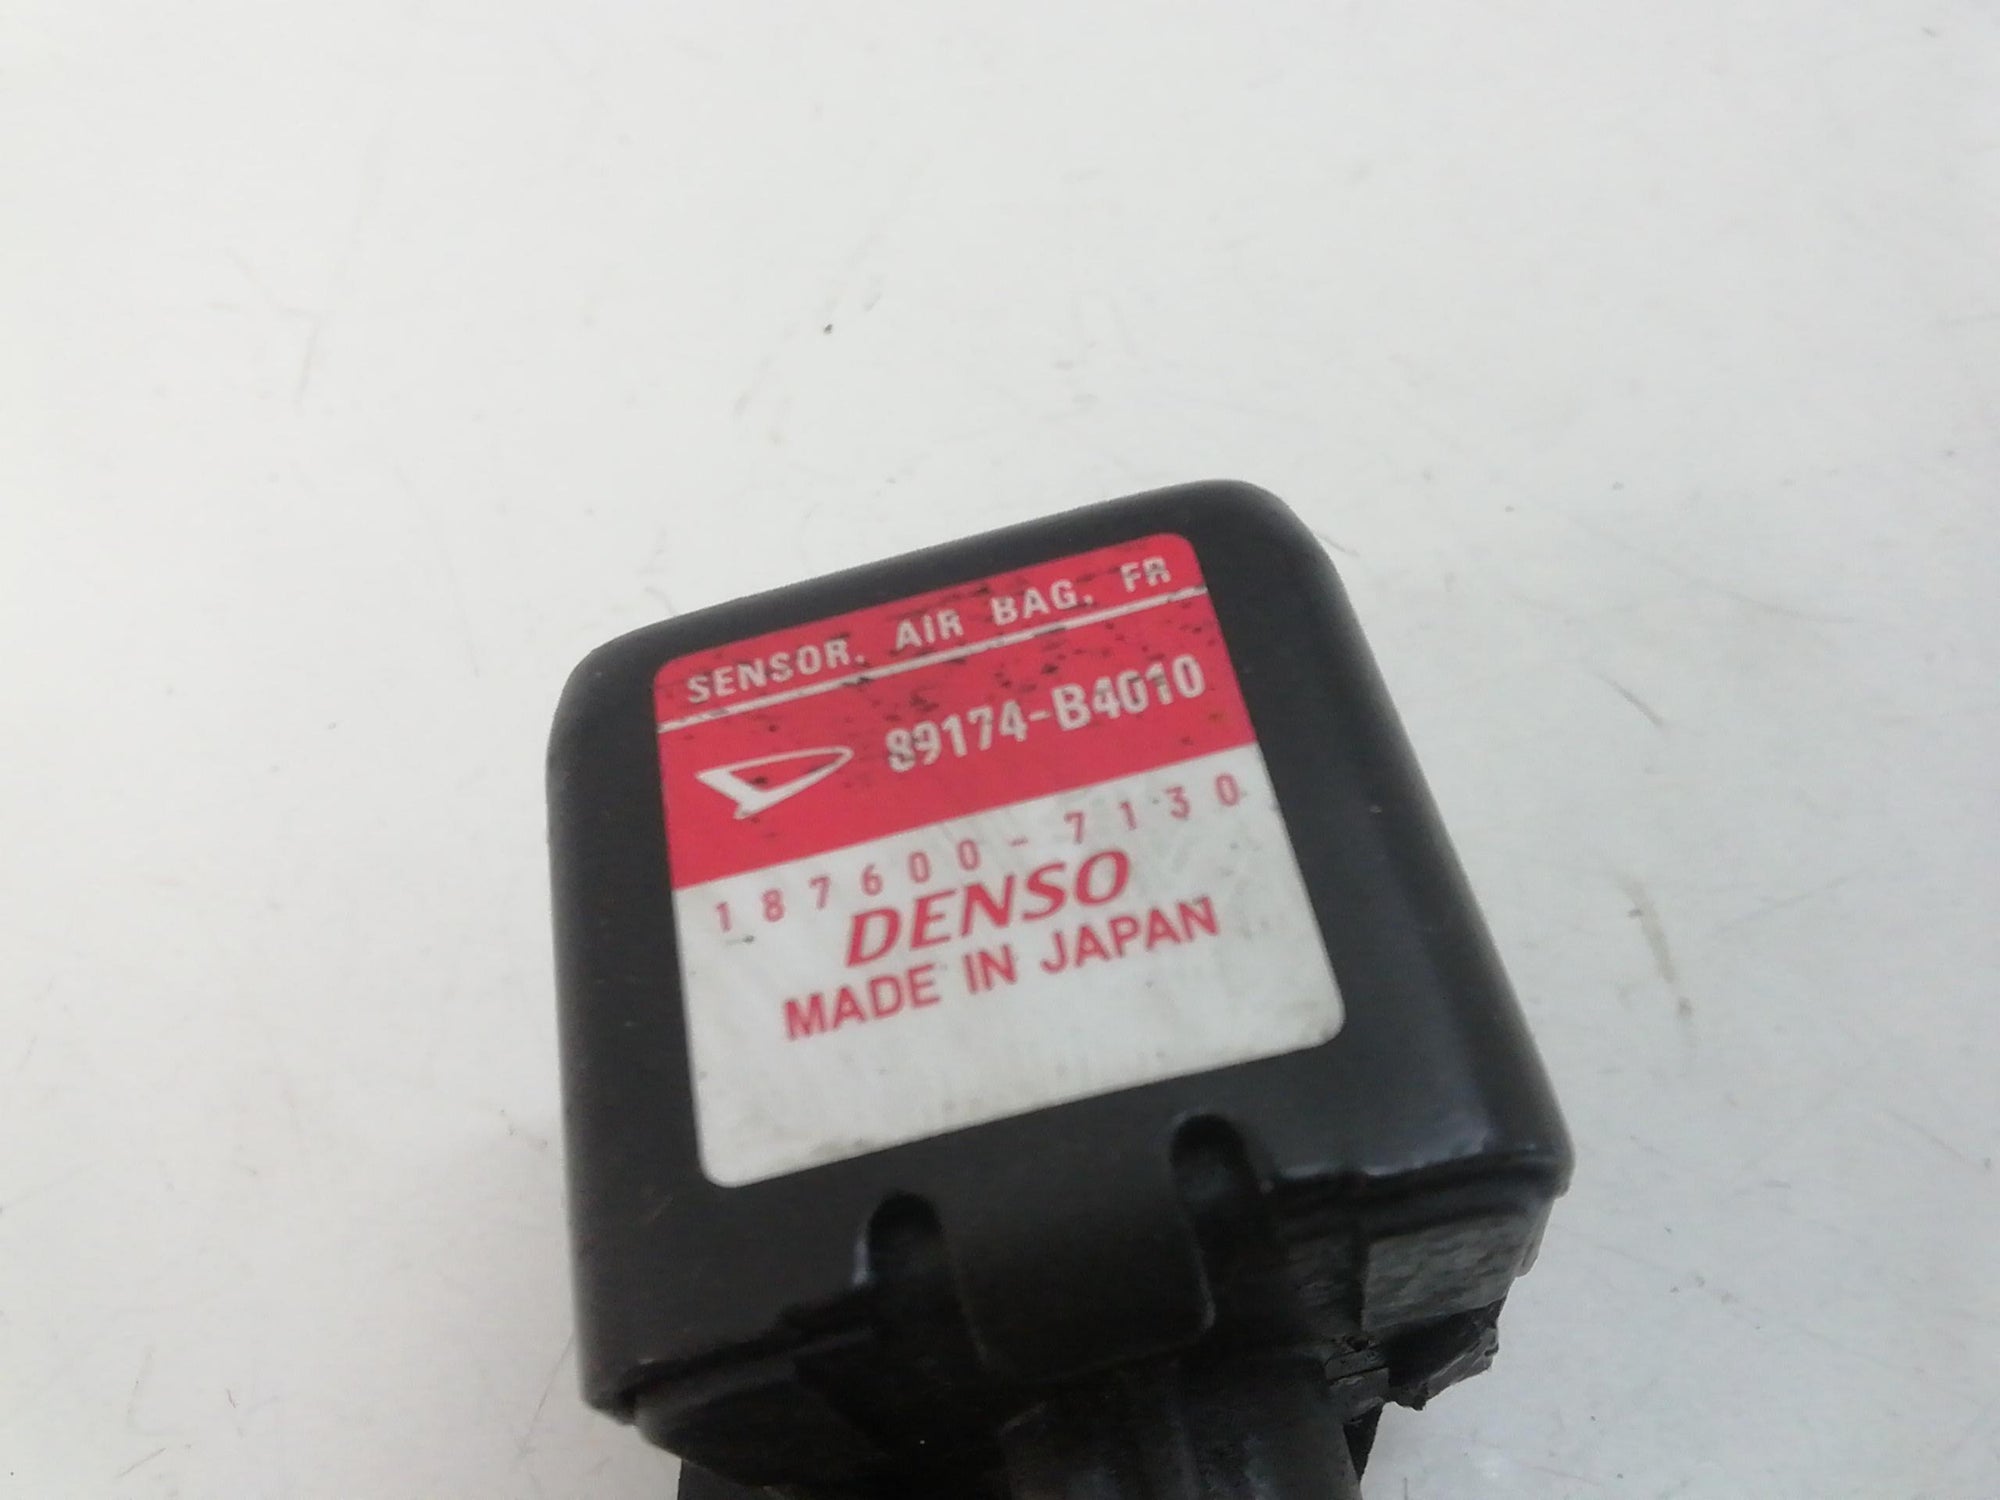 SENSOR, AIR BAG, FR
89174-B4010
187600-7130
DENSO
MADE IN JAPAN